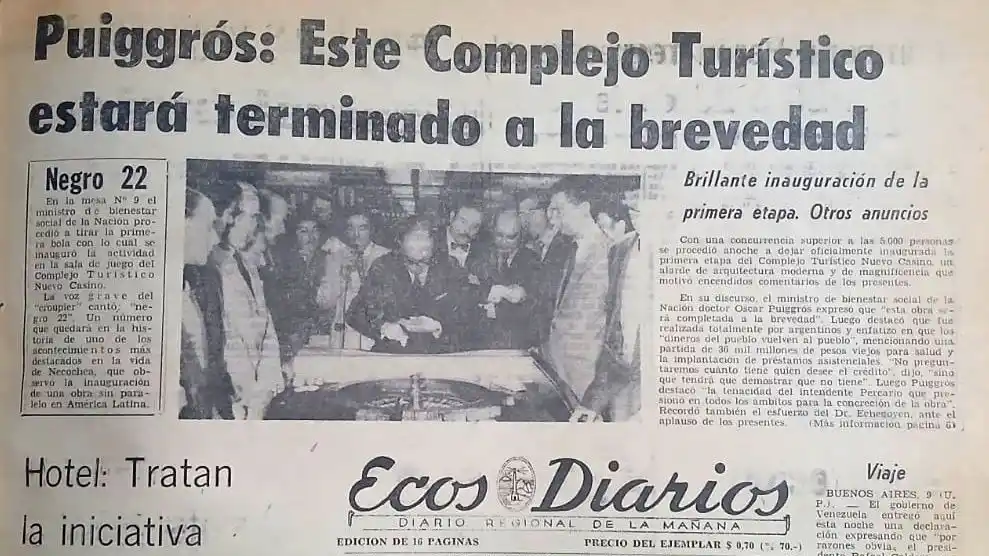 Puiggrós: Este Complejo Turístico
estará terminado a la brevedad
Negro 22
En la mesa Nº 9 el
ministro de bienestar
social de la Nación proce-
dió a tirar la prime-
ra bola con lo cual se
inauguró la actividad
en la sala de juego del
Complejo Turístico
Nuevo Casino.
La voz grave del
"croupier" cantó: "ne-
gro 22". Un número
que quedará en la his-
toria de uno de los
acontecimientos más
destacados en la vida
de Necochea, que ob-
servó la inauguración
de una obra sin para-
lelo en América Latina.
Brillante inauguración de la
primera etapa. Otros anuncios
Con una concurrencia superior a las 5.000 personas
se procedió anoche a dejar oficialmente inaugurada la
primera etapa del Complejo Turístico Nuevo Casino, un
alarde de arquitectura moderna y de magnificencia que
motivó encendidos comentarios de los presentes.
En su discurso, el ministro de bienestar social de la
Nación doctor Oscar Puiggrós expresó que "esta obra se-
rá completada a la brevedad". Luego destacó que fue
realizada totalmente por argentinos y enfatizó en que los
"dineros del pueblo vuelven al pueblo", mencionando una
partida de 36 mil millones de pesos viejos para salud y
la implantación de préstamos asistenciales. "No pregun-
taremos cuánto tiene quien desee el crédito", dijo, "sino
que tendrá que demostrar que no tiene". Luego Puiggrós
destacó "la tenacidad del intendente Percario que pre-
sionó en todos los ámbitos para la concreción de la obra".
Recordó también el esfuerzo del Dr. Echegoyen, ante el
aplauso de los presentes. (Más información página 6)
Hotel: Tratan
la iniciativa
Ecos Diarios
DIARIO REGIONAL DE LA MAÑANA
EDICION DE 16 PAGINAS
PRECIO DEL EJEMPLAR $ 0,70 (% 70.-)
Viaje
BUENOS AIRES, 9 (U.
P.). — El gobierno de
Venezuela entregó aquí
esta noche una declara-
ción expresando que "por
razones obvia, el presi-